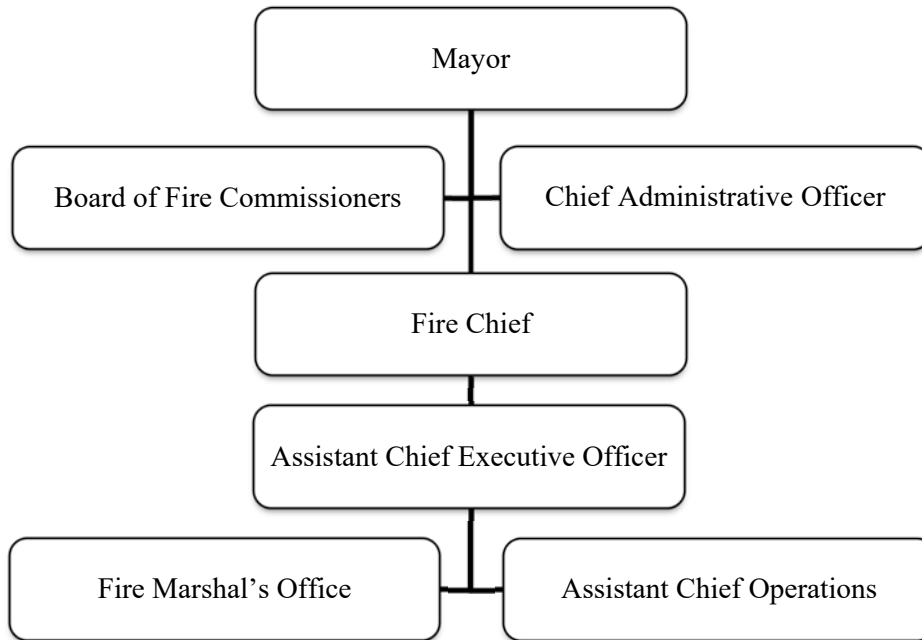 Mayor
Board of Fire Commissioners
Chief Administrative Officer
Fire Chief
Assistant Chief Executive Officer
Fire Marshal’s Office
Assistant Chief Operations